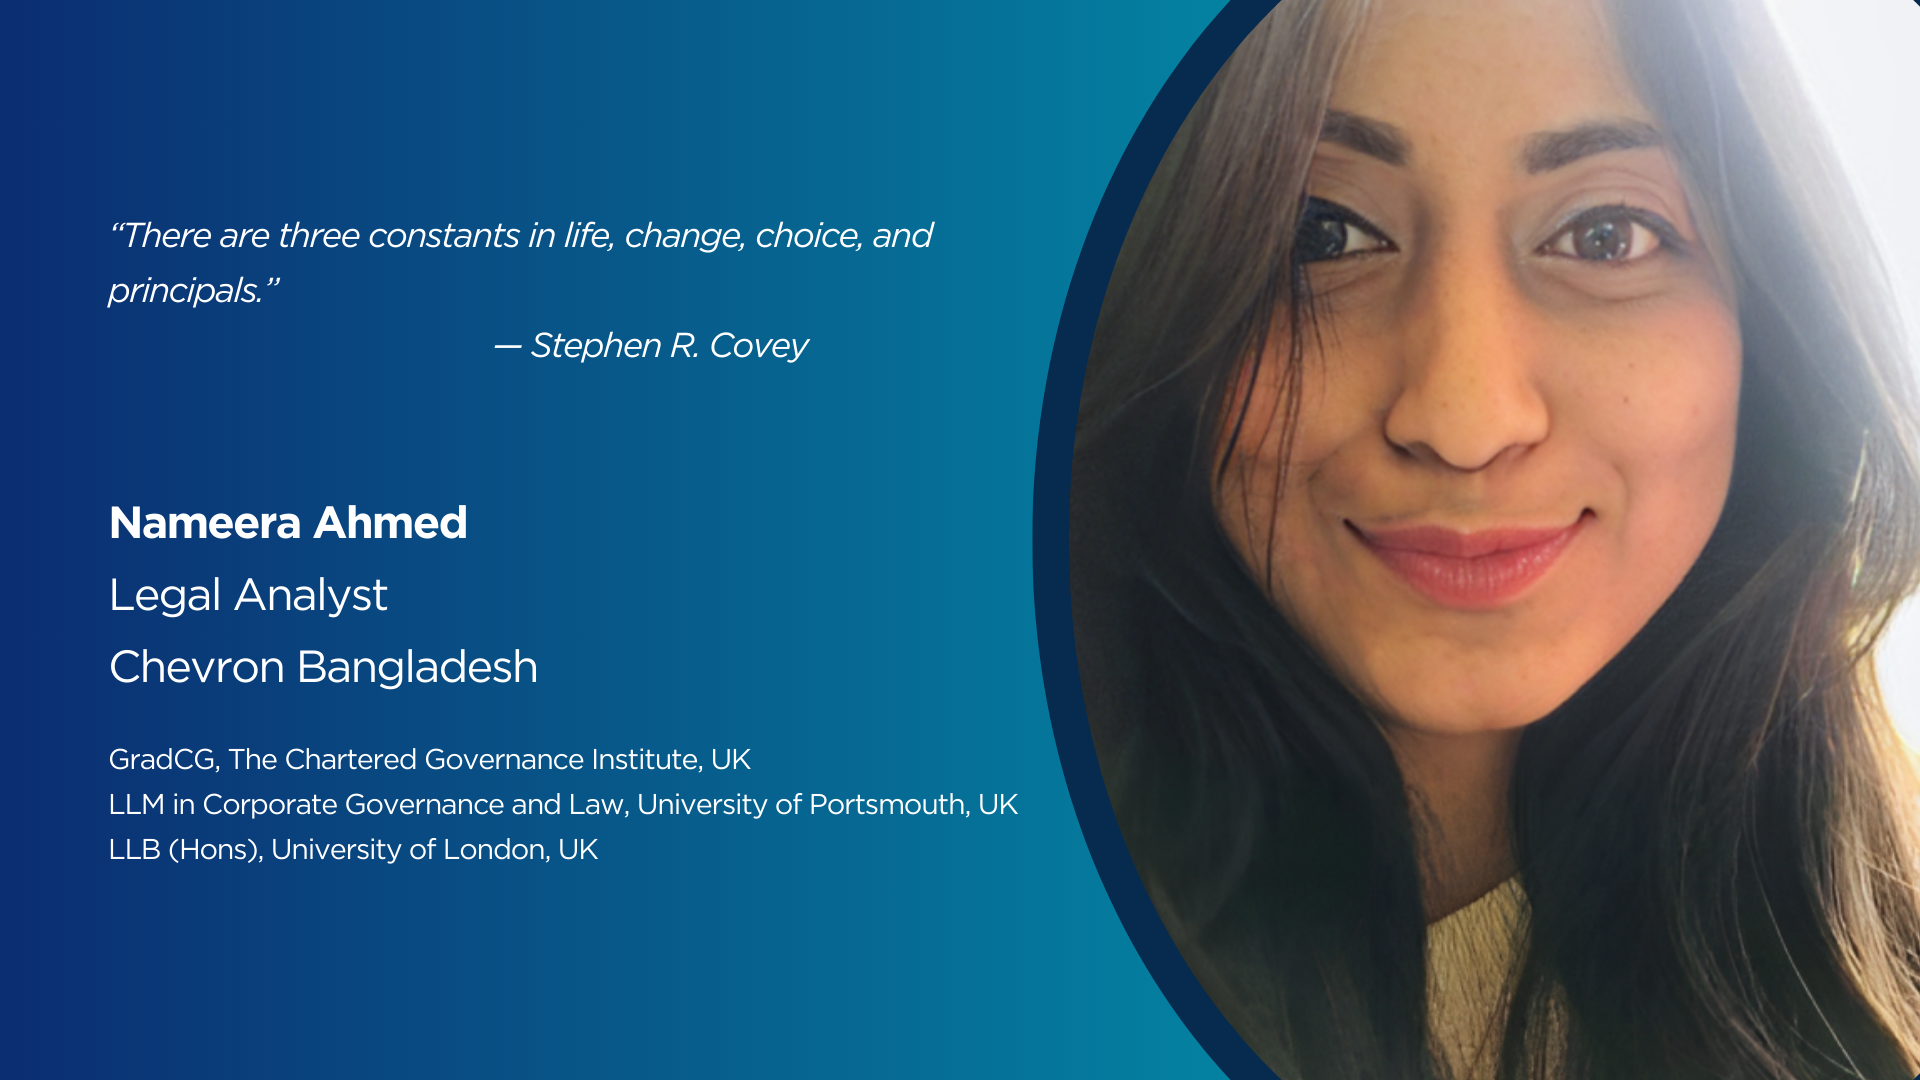 “There are three constants in life, change, choice, and
principals.”
— Stephen R. Covey
Nameera Ahmed
Legal Analyst
Chevron Bangladesh
GradCG, The Chartered Governance Institute, UK
LLM in Corporate Governance and Law, University of Portsmouth, UK
LLB (Hons), University of London, UK